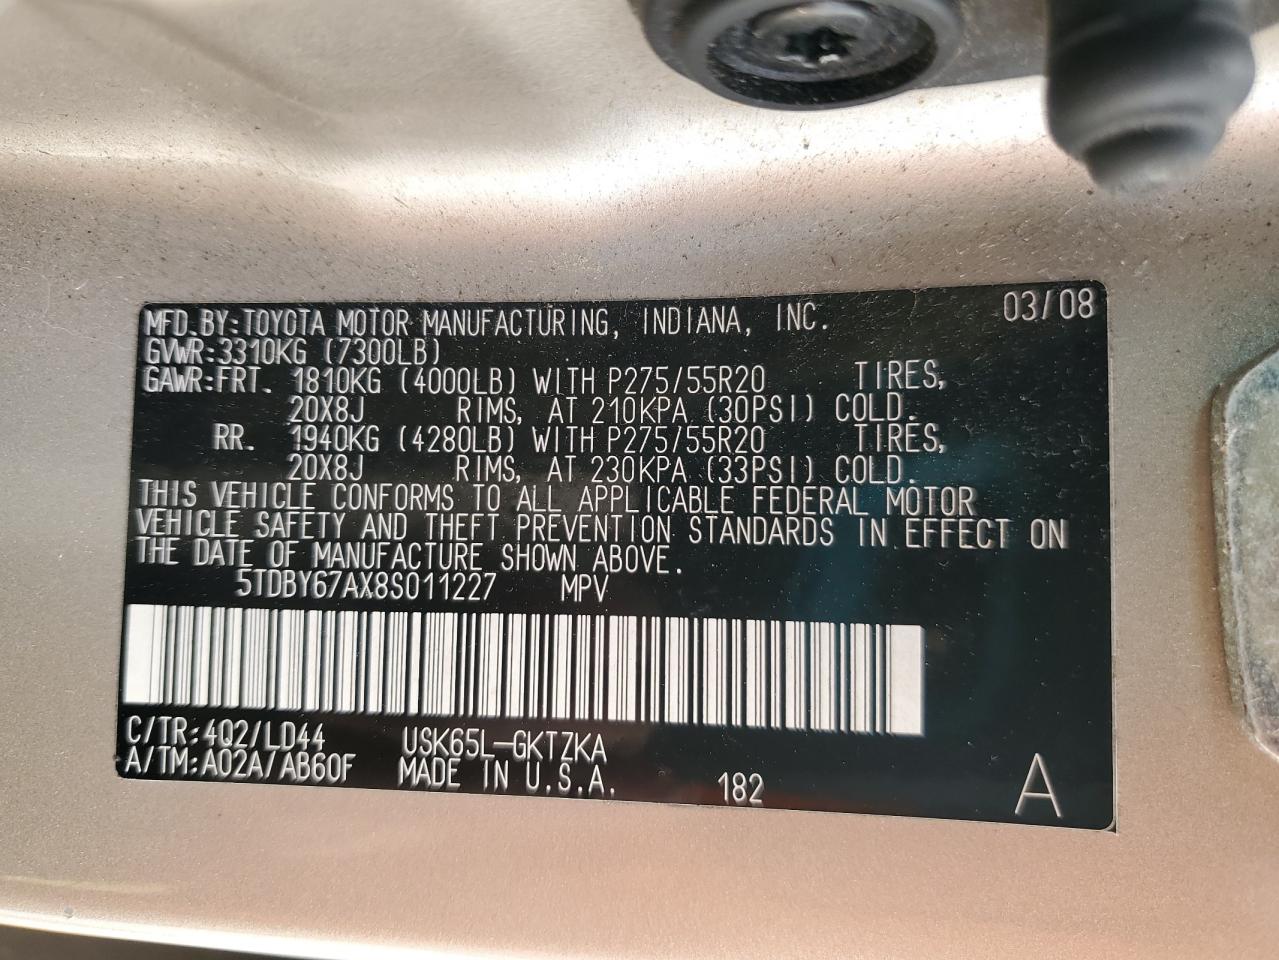 MFD.BY:TOYOTA MOTOR MANUFACTURING, INDIANA, INC. 03/08
GVWR:3310KG (7300LB)
GAWR:FRT. 1810KG (4000LB) WITH P275/55R20 TIRES,
20X8J RIMS, AT 210KPA (30PSI) COLD.
RR. 1940KG (4280LB) WITH P275/55R20 TIRES,
20X8J RIMS, AT 230KPA (33PSI) COLD.
THIS VEHICLE CONFORMS TO ALL APPLICABLE FEDERAL MOTOR
VEHICLE SAFETY AND THEFT PREVENTION STANDARDS IN EFFECT ON
THE DATE OF MANUFACTURE SHOWN ABOVE.
5TDBY67AX8S011227 MPV
C/TR:4Q2/LD44 USK65L-GKTZKA
A/TM:A02A/AB60F MADE IN U.S.A. 182 A